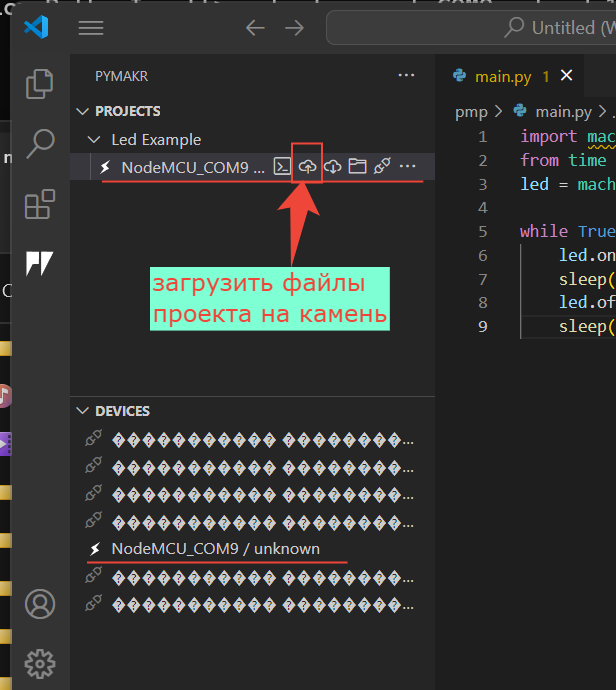 Untitled (W
PYMAKR
PROJECTS
Led Example
NodeMCU_COM9 ...
загрузить файлы
проекта на камень
DEVICES
NodeMCU_COM9 / unknown
main.py 1
pmp > main.py > .
1 import mac
2 from time
3 led = mach
4
5 while True
6 led.on
7 sleep(
8 led.of
9 sleep(